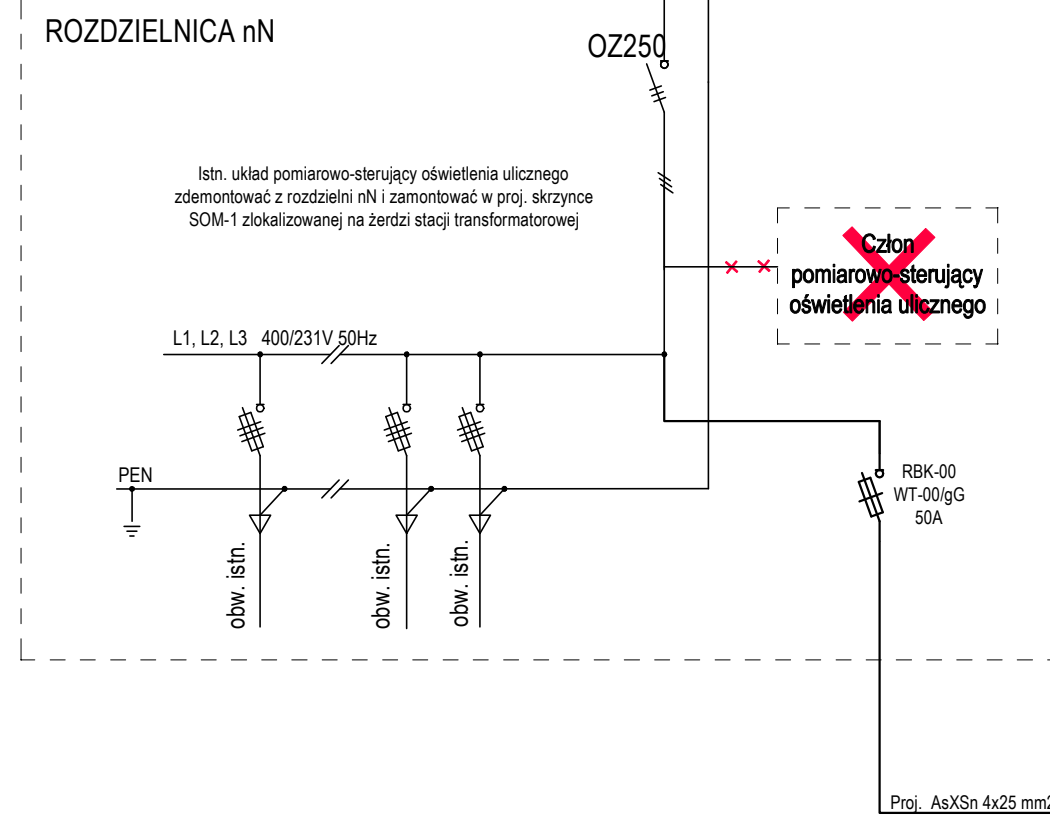 ROZDZIELNICA nN
OZ250
Istn. układ pomiarowo-sterujący oświetlenia ulicznego
zdemontować z rozdzielni nN i zamontować w proj. skrzynce
SOM-1 zlokalizowanej na żerdzi stacji transformatorowej
Człon
pomiarowo-sterujący
oświetlenia ulicznego
L1, L2, L3 400/231V 50Hz
PEN
RBK-00
WT-00/gG
50A
obw. istn.
obw. istn.
obw. istn.
Proj. AsXSn 4x25 mm2